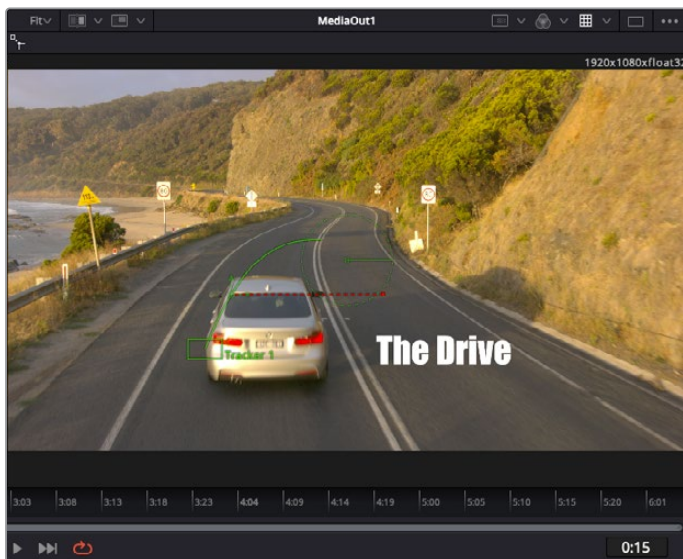 Fit MediaOut1
1920x1080xfloat32
Tracker 1
The Drive
3:03 3:08 3:13 3:18 3:23 4:04 4:09 4:14 4:19 5:00 5:05 5:10 5:15 5:20 6:01
0:15